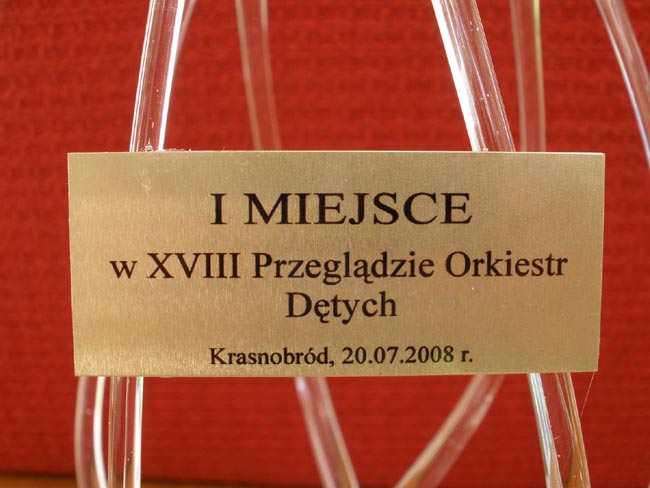 I MIEJSCE
w XVIII Przeglądzie Orkiestr
Dętych
Krasnobród, 20.07.2008 r.